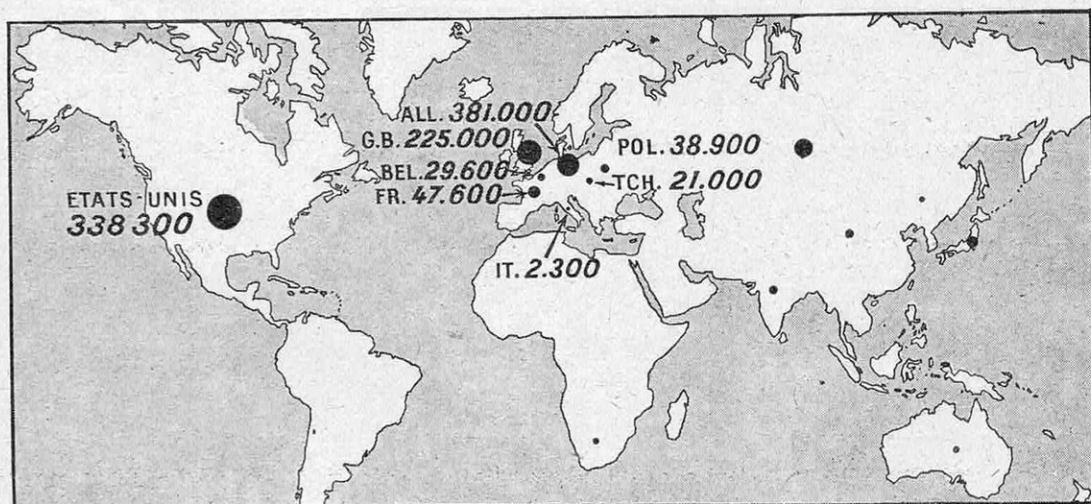 ALL. 381.000
G.B. 225.000
POL. 38.900
BEL. 29.600
TCH. 21.000
FR. 47.600
ETATS-UNIS
338 300
IT. 2.300